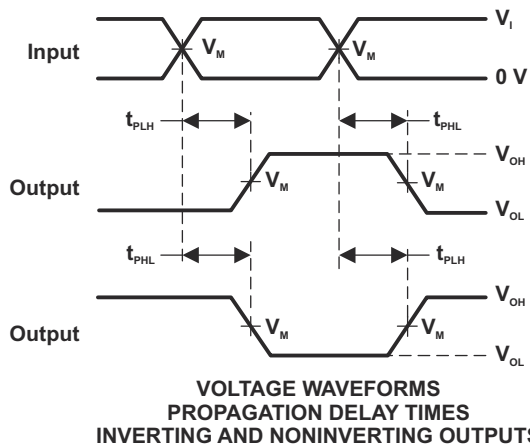 V_I
Input
V_M V_M
0 V
t_PLH t_PHL
V_OH
Output
V_M V_M
V_OL
t_PHL t_PLH
V_OH
Output
V_M V_M
V_OL
VOLTAGE WAVEFORMS
PROPAGATION DELAY TIMES
INVERTING AND NONINVERTING OUTPUTS